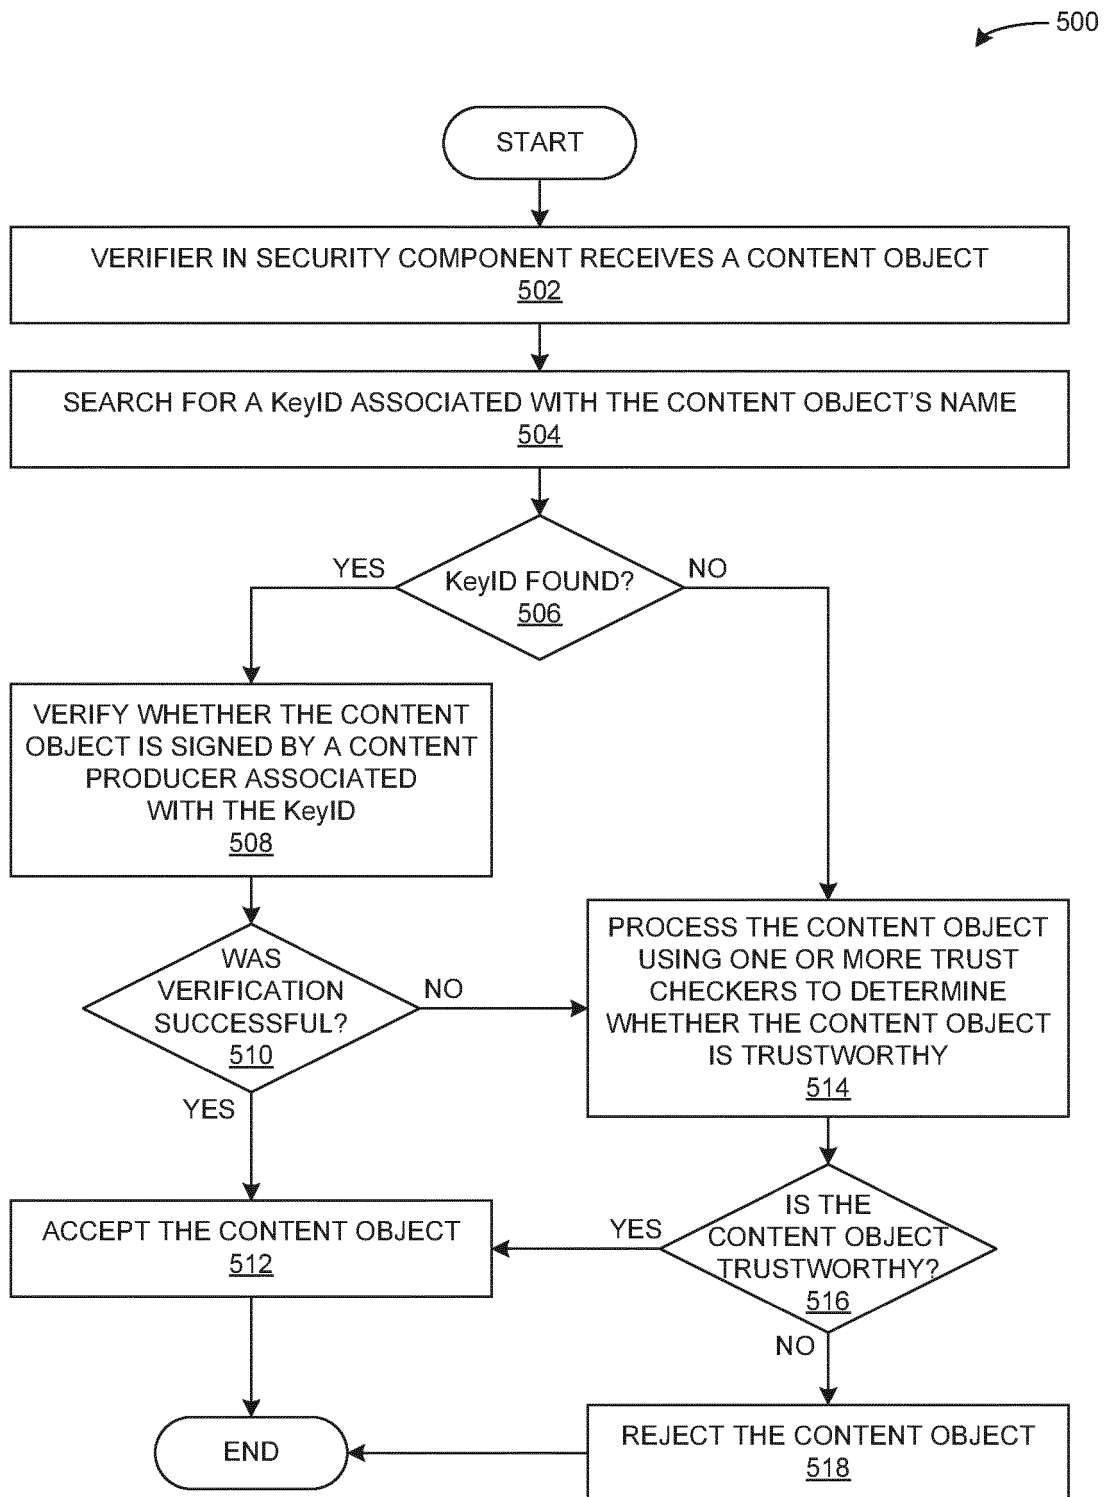 500
START
VERIFIER IN SECURITY COMPONENT RECEIVES A CONTENT OBJECT
502
SEARCH FOR A KeyID ASSOCIATED WITH THE CONTENT OBJECT'S NAME
504
YES
KeyID FOUND?
506
NO
VERIFY WHETHER THE CONTENT
OBJECT IS SIGNED BY A CONTENT
PRODUCER ASSOCIATED
WITH THE KeyID
508
WAS
VERIFICATION
SUCCESSFUL?
510
NO
YES
PROCESS THE CONTENT OBJECT
USING ONE OR MORE TRUST
CHECKERS TO DETERMINE
WHETHER THE CONTENT OBJECT
IS TRUSTWORTHY
514
ACCEPT THE CONTENT OBJECT
512
YES
IS THE
CONTENT OBJECT
TRUSTWORTHY?
516
NO
END
REJECT THE CONTENT OBJECT
518